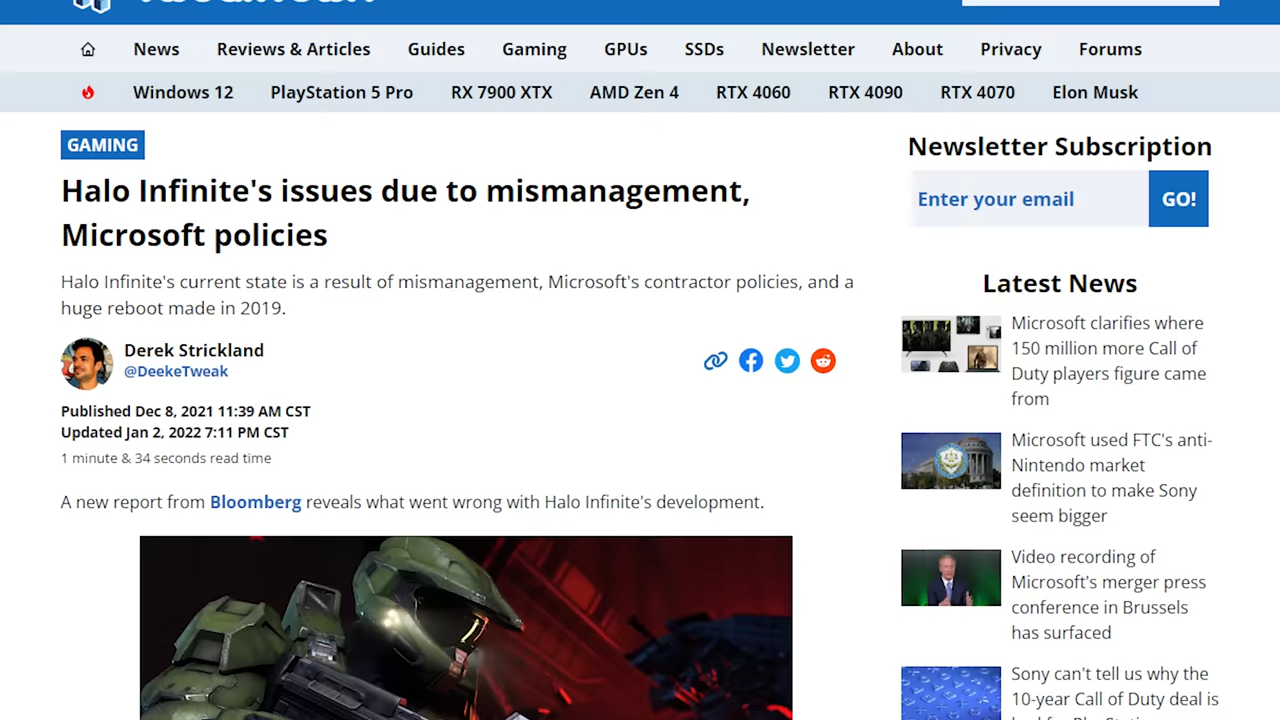 News Reviews & Articles Guides Gaming GPUs SSDs Newsletter About Privacy Forums
Windows 12 PlayStation 5 Pro RX 7900 XTX AMD Zen 4 RTX 4060 RTX 4090 RTX 4070 Elon Musk
GAMING
Halo Infinite's issues due to mismanagement,
Microsoft policies
Halo Infinite's current state is a result of mismanagement, Microsoft's contractor policies, and a
huge reboot made in 2019.
Derek Strickland
@DeekeTweak
Published Dec 8, 2021 11:39 AM CST
Updated Jan 2, 2022 7:11 PM CST
1 minute & 34 seconds read time
A new report from Bloomberg reveals what went wrong with Halo Infinite's development.
Newsletter Subscription
Enter your email GO!
Latest News
Microsoft clarifies where
150 million more Call of
Duty players figure came
from
Microsoft used FTC's anti-
Nintendo market
definition to make Sony
seem bigger
Video recording of
Microsoft's merger press
conference in Brussels
has surfaced
Sony can't tell us why the
10-year Call of Duty deal is